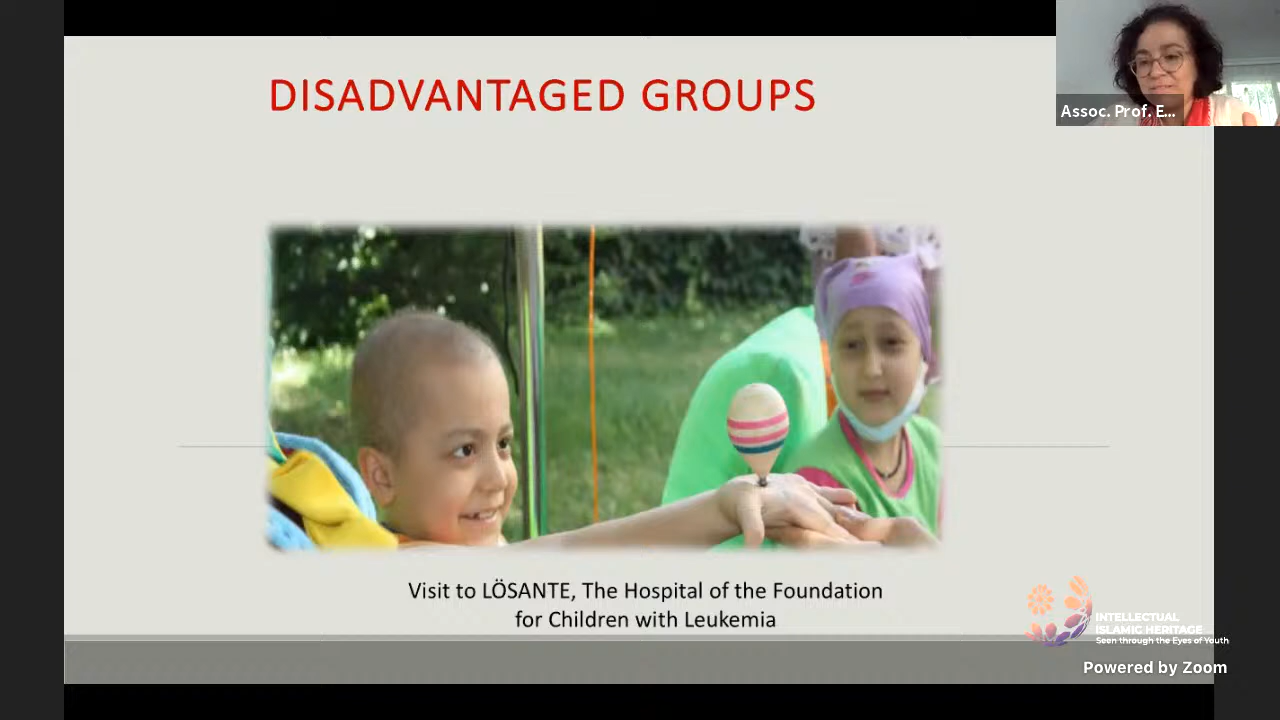 DISADVANTAGED GROUPS
Assoc. Prof. E...
Visit to LÖSANTE, The Hospital of the Foundation
for Children with Leukemia
INTELLECTUAL
ISLAMIC HERITAGE
Seen through the Eyes of Youth
Powered by Zoom